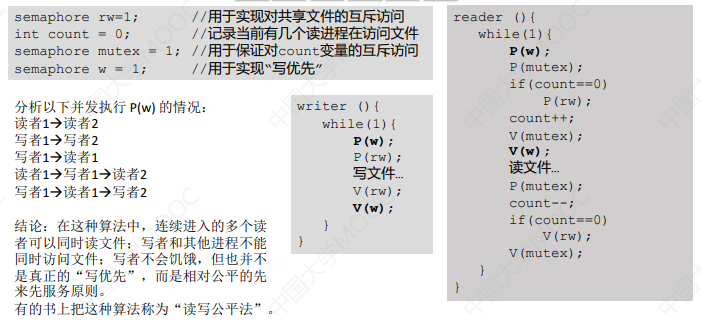 semaphore rw=1; //用于实现对共享文件的互斥访问
int count = 0; //记录当前有几个读进程在访问文件
semaphore mutex = 1; //用于保证对count变量的互斥访问
semaphore w = 1; //用于实现“写优先”
分析以下并发执行 P(w) 的情况：
读者1→读者2
写者1→写者2
写者1→读者1
读者1→写者1→读者2
写者1→读者1→写者2
结论：在这种算法中，连续进入的多个读
者可以同时读文件；写者和其他进程不能
同时访问文件；写者不会饥饿，但也并不
是真正的“写优先”，而是相对公平的先
来先服务原则。
有的书上把这种算法称为“读写公平法”。
writer (){
while(1){
P(w);
P(rw);
写文件…
V(rw);
V(w);
}
}
reader (){
while(1){
P(w);
P(mutex);
if(count==0)
P(rw);
count++;
V(mutex);
V(w);
读文件…
P(mutex);
count--;
if(count==0)
V(rw);
V(mutex);
}
}
中国大学MOOC